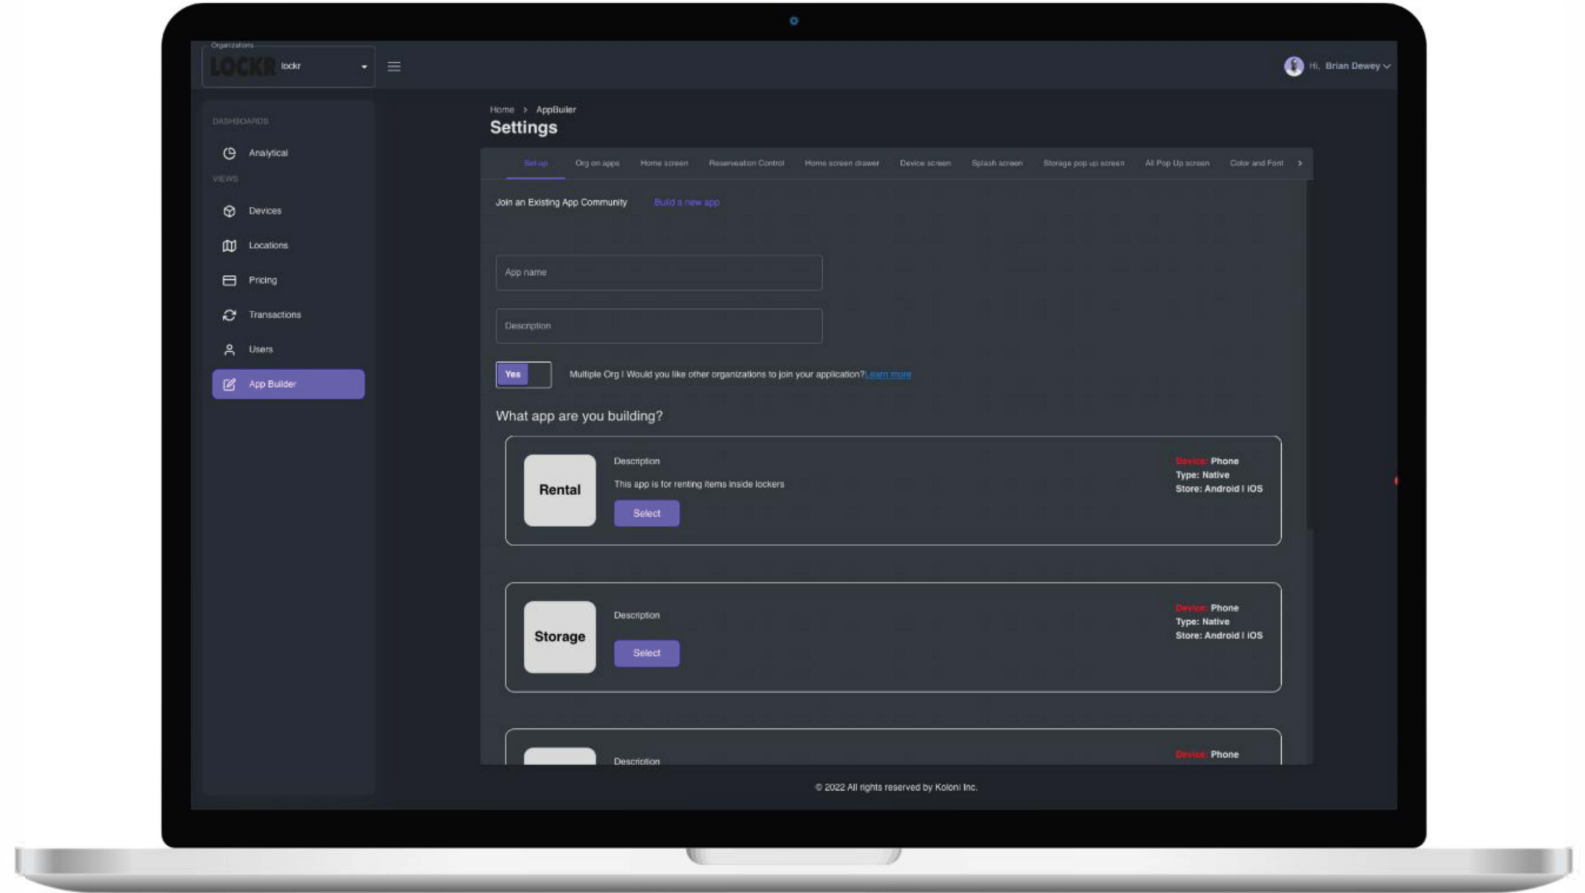 Organizations
LOCKR lockr
Hi, Brian Dewey
DASHBOARDS
Analytical
VIEWS
Devices
Locations
Pricing
Transactions
Users
App Builder
Home > AppBuiler
Settings
Set-up Org on apps Home screen Reserveation Control Home screen drawer Device screen Splash screen Storage pop up screen All Pop Up screen Color and Font >
Join an Existing App Community Build a new app
App name
Description
Yes Multiple Org | Would you like other organizations to join your application?Learn more
What app are you building?
Rental
Description
This app is for renting items inside lockers
Select
Device: Phone
Type: Native
Store: Android | iOS
Storage
Description
Select
Device: Phone
Type: Native
Store: Android | iOS
Description
Device: Phone
© 2022 All rights reserved by Koloni Inc.